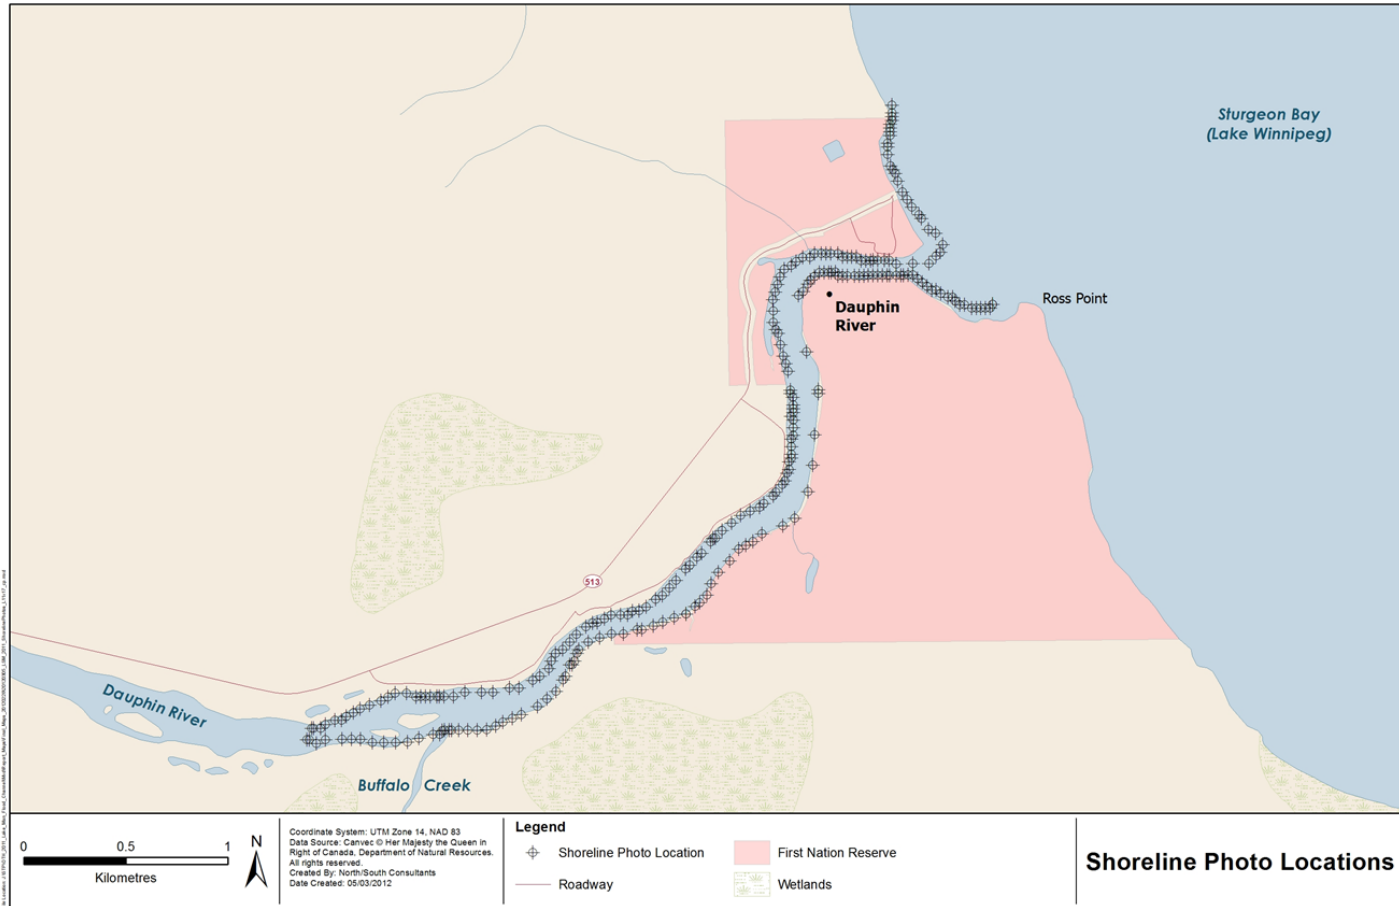 Sturgeon Bay
(Lake Winnipeg)
Ross Point
Dauphin
River
513
Dauphin River
Buffalo Creek
0 0.5 1
Kilometres
N
Coordinate System: UTM Zone 14, NAD 83
Data Source: Canvec © Her Majesty the Queen in
Right of Canada, Department of Natural Resources.
All rights reserved.
Created By: North/South Consultants
Date Created: 05/03/2012
Legend
Shoreline Photo Location
Roadway
First Nation Reserve
Wetlands
Shoreline Photo Locations